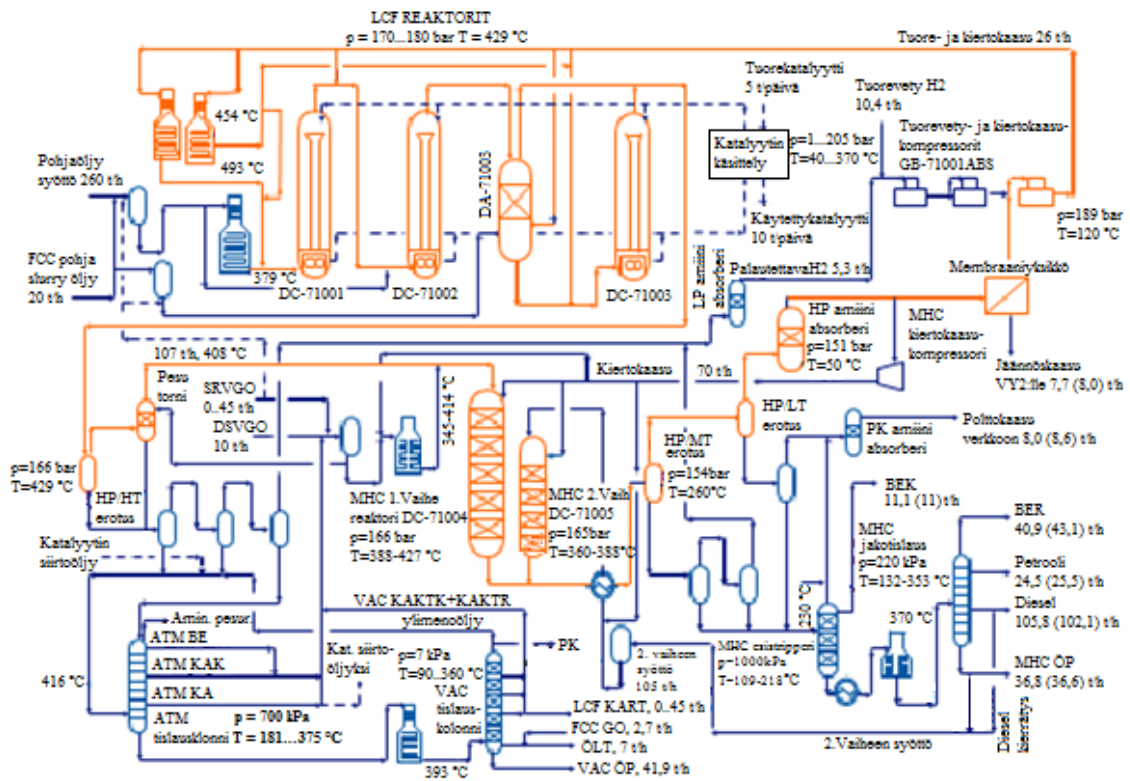 LCF REAKTORIT
p = 170...180 bar T = 429 °C
Tuore- ja kiertokaasu 26 t/h
454 °C
493 °C
Tuorekatalyytti
5 t/päivä
Tuorevety H2
10,4 t/h
Katalyytin
käsittely
p=1...205 bar
T=40...370 °C
Tuorevety- ja kiertokaasu-
kompressorit
GB-71001ABS
Pohjaöljy
syöttö 260 t/h
DA-71003
Käytettykatalyytti
10 t/päivä
p=189 bar
T=120 °C
FCC pohja
slurry öljy
20 t/h
379 °C
DC-71001
DC-71002
DC-71003
LP amiini
absorberi
Palautettava H2 5,3 t/h
Membraaniyksikkö
HP amiini
absorberi
p=151 bar
T=50 °C
MHC
kiertokaasu-
kompressori
Jäännöskaasu
VY2:lle 7,7 (8,0) t/h
107 t/h, 408 °C
Pesu
torni
SRVGO
0..45 t/h
DSVGO
10 t/h
345-414 °C
Kiertokaasu
70 t/h
HP/LT
erotus
PK amiini
absorberi
Polttokaasu
verkkoon 8,0 (8,6) t/h
p=166 bar
T=429 °C
HP/HT
erotus
HP/MT
erotus
p=154bar
T=260°C
MHC 1.Vaihe
reaktori DC-71004
p=166 bar
T=388-427 °C
MHC 2.Vaih
DC-71005
p=165bar
T=360-388°C
BEK
11,1 (11) t/h
MHC
jakotislaus
p=220 kPa
T=132-353 °C
BER
40,9 (43,1) t/h
Petrooli
24,5 (25,5) t/h
Diesel
105,8 (102,1) t/h
Katalyytin
siirtoöljy
230 °C
370 °C
VAC KAKTK+KAKTR
ylimenoöljy
Amin. pesur.
ATM BE
ATM KAK
ATM KA
ATM
tislausklonni
p = 700 kPa
T = 181...375 °C
416 °C
Kat. siirto-
öljyksi
p=7 kPa
T=90..360 °C
VAC
tislaus-
kolonni
PK
2. vaiheen
syöttö
105 t/h
MHC esistripperi
p=1000kPa
T=109-218°C
MHC ÖP
36,8 (36,6) t/h
LCF KART, 0..45 t/h
FCC GO, 2,7 t/h
ÖLT, 7 t/h
VAC ÖP, 41,9 t/h
393 °C
2.Vaiheen syöttö
Diesel
kierrätys